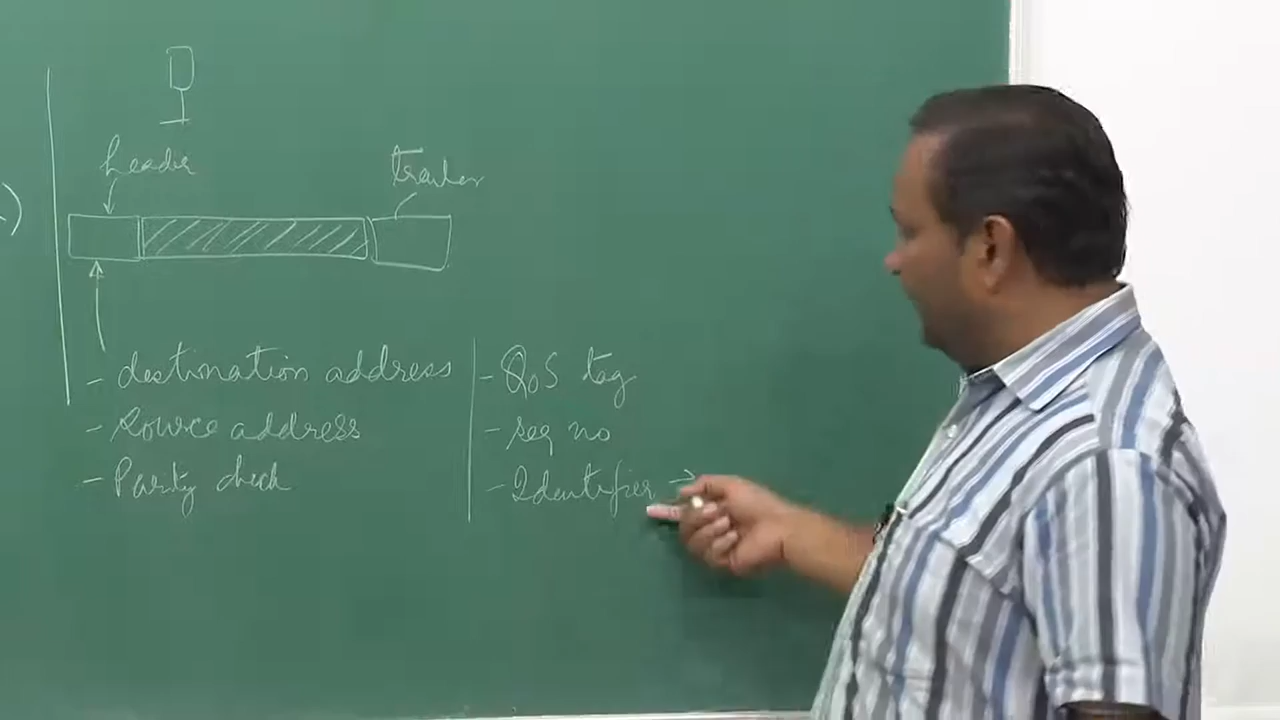 header
trailer
- destination address
- Source address
- Parity check
- QoS tag
- seq no
- Identifier →